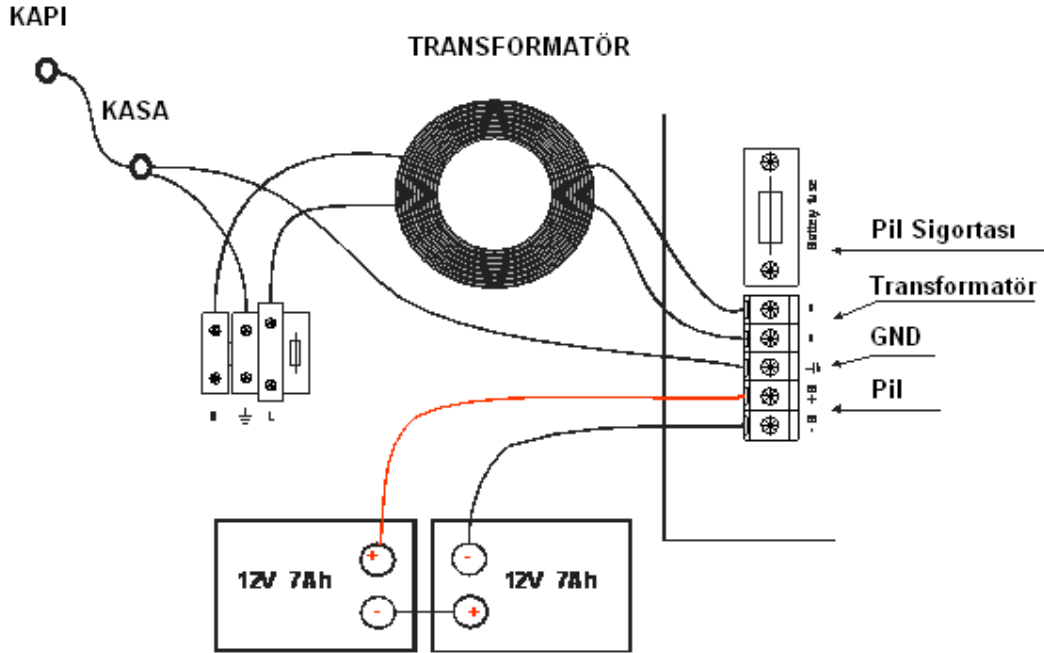 KAPI
TRANSFORMATÖR
KASA
Battery fuse
Pil Sigortası
Transformatör
GND
Pil
+ B
- B
L
+
-
12V 7Ah
12V 7Ah
-
+